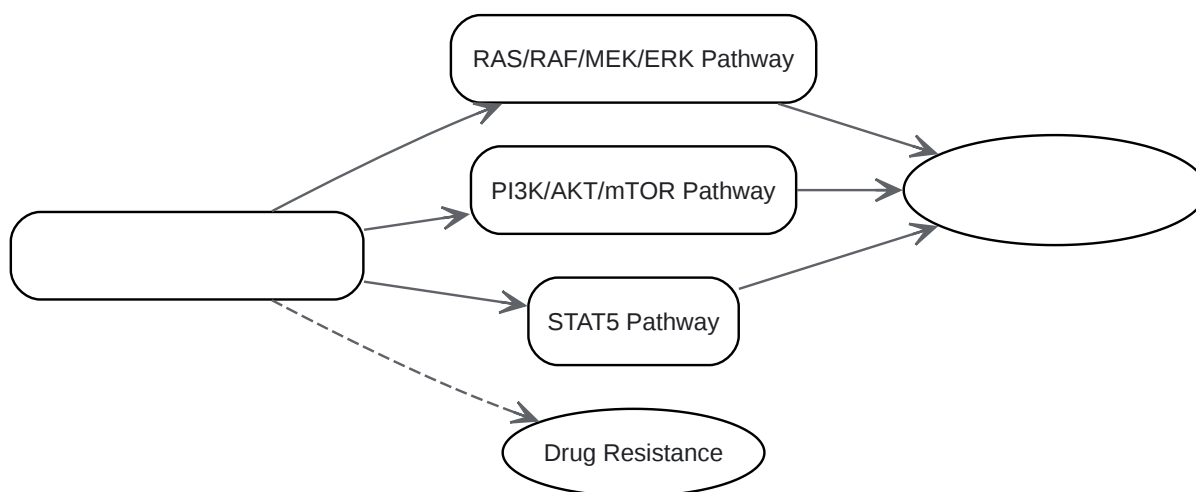 RAS/RAF/MEK/ERK Pathway
PI3K/AKT/mTOR Pathway
STAT5 Pathway
Drug Resistance